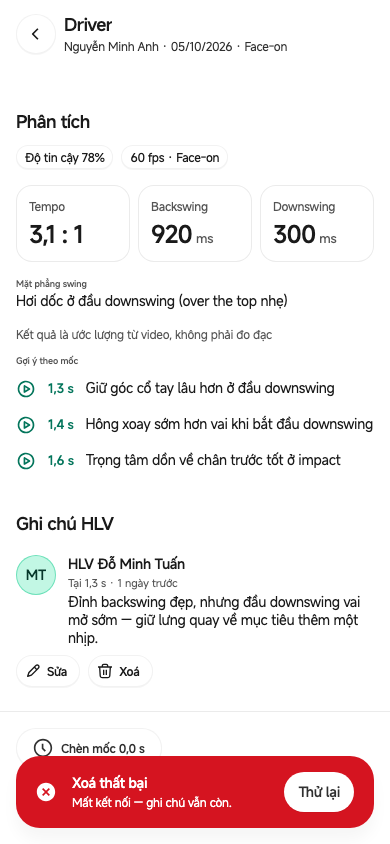 Driver
Nguyễn Minh Anh · 05/10/2026 · Face-on
Phân tích
Độ tin cậy 78%
60 fps · Face-on
Tempo
3,1 : 1
Backswing
920 ms
Downswing
300 ms
Mặt phẳng swing
Hơi dốc ở đầu downswing (over the top nhẹ)
Kết quả là ước lượng từ video, không phải đo đạc
Gợi ý theo mốc
1,3 s Giữ góc cổ tay lâu hơn ở đầu downswing
1,4 s Hông xoay sớm hơn vai khi bắt đầu downswing
1,6 s Trọng tâm dồn về chân trước tốt ở impact
Ghi chú HLV
MT
HLV Đỗ Minh Tuấn
Tại 1,3 s · 1 ngày trước
Đỉnh backswing đẹp, nhưng đầu downswing vai
mở sớm — giữ lưng quay về mục tiêu thêm một
nhịp.
Sửa
Xoá
Chèn mốc 0,0 s
Xoá thất bại
Mất kết nối — ghi chú vẫn còn.
Thử lại